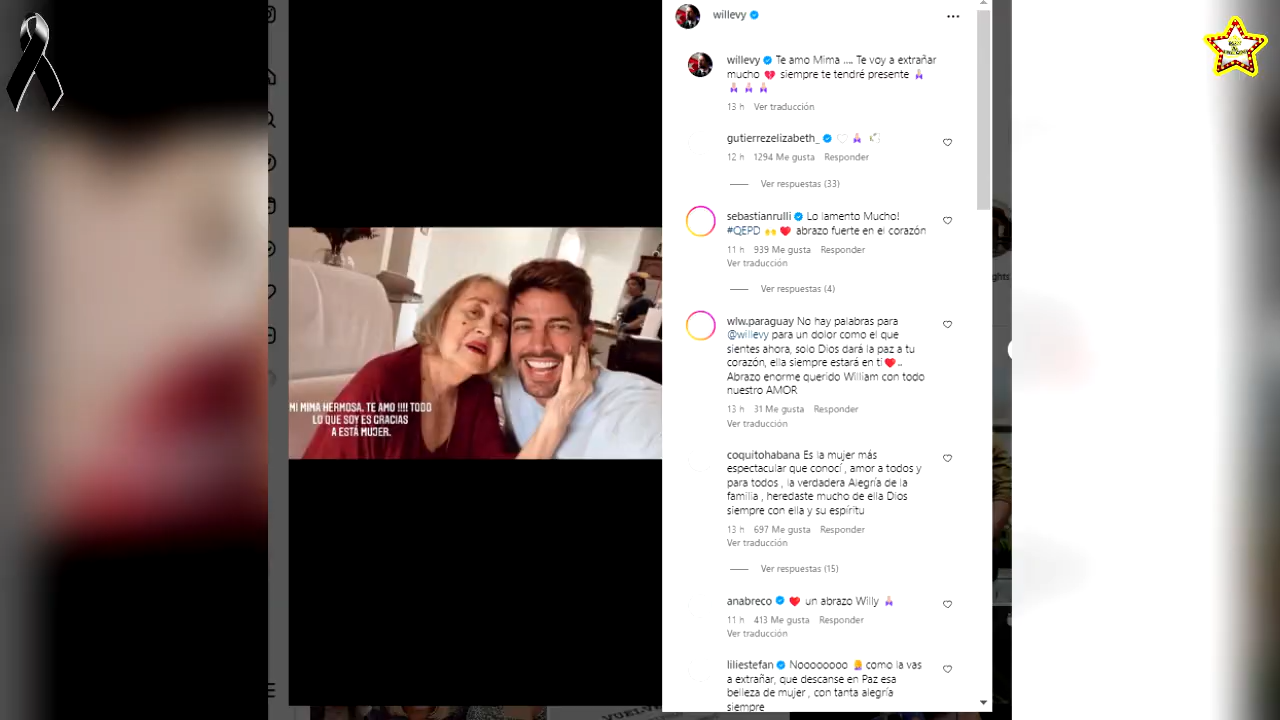 willevy
willevy Te amo Mima .... Te voy a extrañar
mucho 💔 siempre te tendré presente 🙏🏻
🙏🏻 🙏🏻 🙏🏻
13 h Ver traducción
gutierrezelizabeth_ 🤍 🙏🏻 🕊
12 h 1294 Me gusta Responder
Ver respuestas (33)
sebastianrulli Lo lamento Mucho!
#QEPD 🙌 ❤️ abrazo fuerte en el corazón
11 h 939 Me gusta Responder
Ver traducción
Ver respuestas (4)
wlw.paraguay No hay palabras para
@willevy para un dolor como el que
sientes ahora, solo Dios dará la paz a tu
corazón, ella siempre estará en tí❤️..
Abrazo enorme querido William con todo
nuestro AMOR
13 h 31 Me gusta Responder
Ver traducción
coquitohabana Es la mujer más
espectacular que conocí , amor a todos y
para todos , la verdadera Alegría de la
familia , heredaste mucho de ella Dios
siempre con ella y su espíritu
13 h 697 Me gusta Responder
Ver traducción
Ver respuestas (15)
anabreco ❤️ un abrazo Willy 🙏🏻
11 h 413 Me gusta Responder
Ver traducción
liliestefan Nooooooooo 🤦‍♀️ como la vas
a extrañar, que descanse en Paz esa
belleza de mujer , con tanta alegría
siempre
MI MIMA HERMOSA. TE AMO !!!! TODO
LO QUE SOY ES GRACIAS
A ESTÁ MUJER.